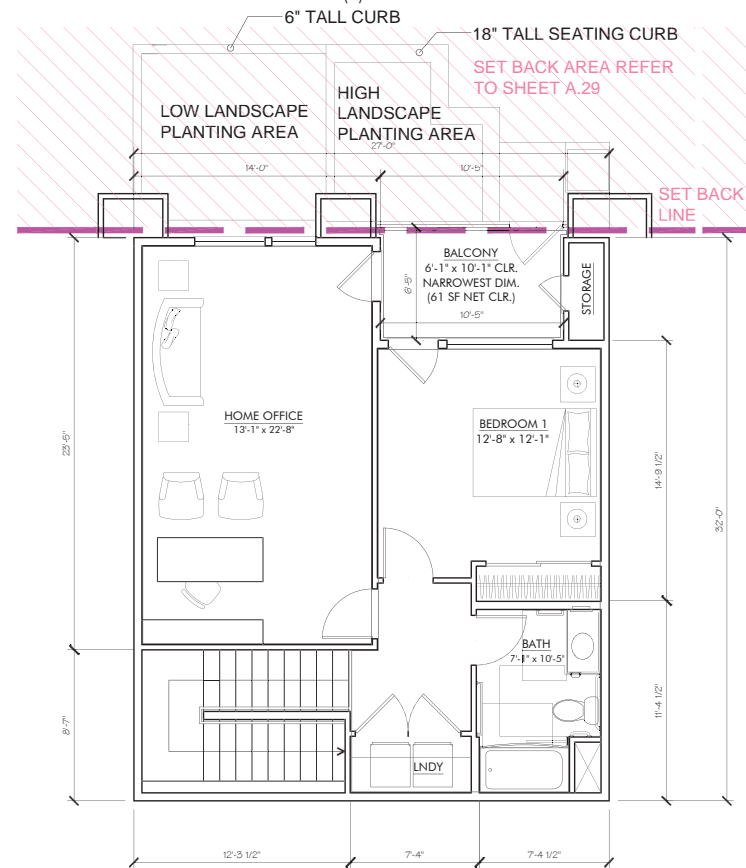 6" TALL CURB
18" TALL SEATING CURB
SET BACK AREA REFER
TO SHEET A.29
HIGH
LANDSCAPE
PLANTING AREA
LOW LANDSCAPE
PLANTING AREA
27'-0"
14'-0"
10'-5"
SET BACK
LINE
BALCONY
6'-1" x 10'-1" CLR.
NARROWEST DIM.
(61 SF NET CLR.)
6'-5"
10'-5"
STORAGE
HOME OFFICE
13'-1" x 22'-8"
BEDROOM 1
12'-8" x 12'-1"
23'-5"
14'-9 1/2"
32'-0"
BATH
7'-1" x 10'-5"
11'-4 1/2"
8'-7"
LNDY
12'-3 1/2"
7'-4"
7'-4 1/2"